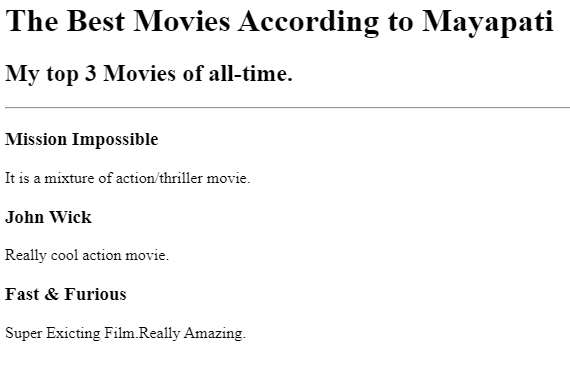 The Best Movies According to Mayapati
My top 3 Movies of all-time.
Mission Impossible
It is a mixture of action/thriller movie.
John Wick
Really cool action movie.
Fast & Furious
Super Exicting Film.Really Amazing.